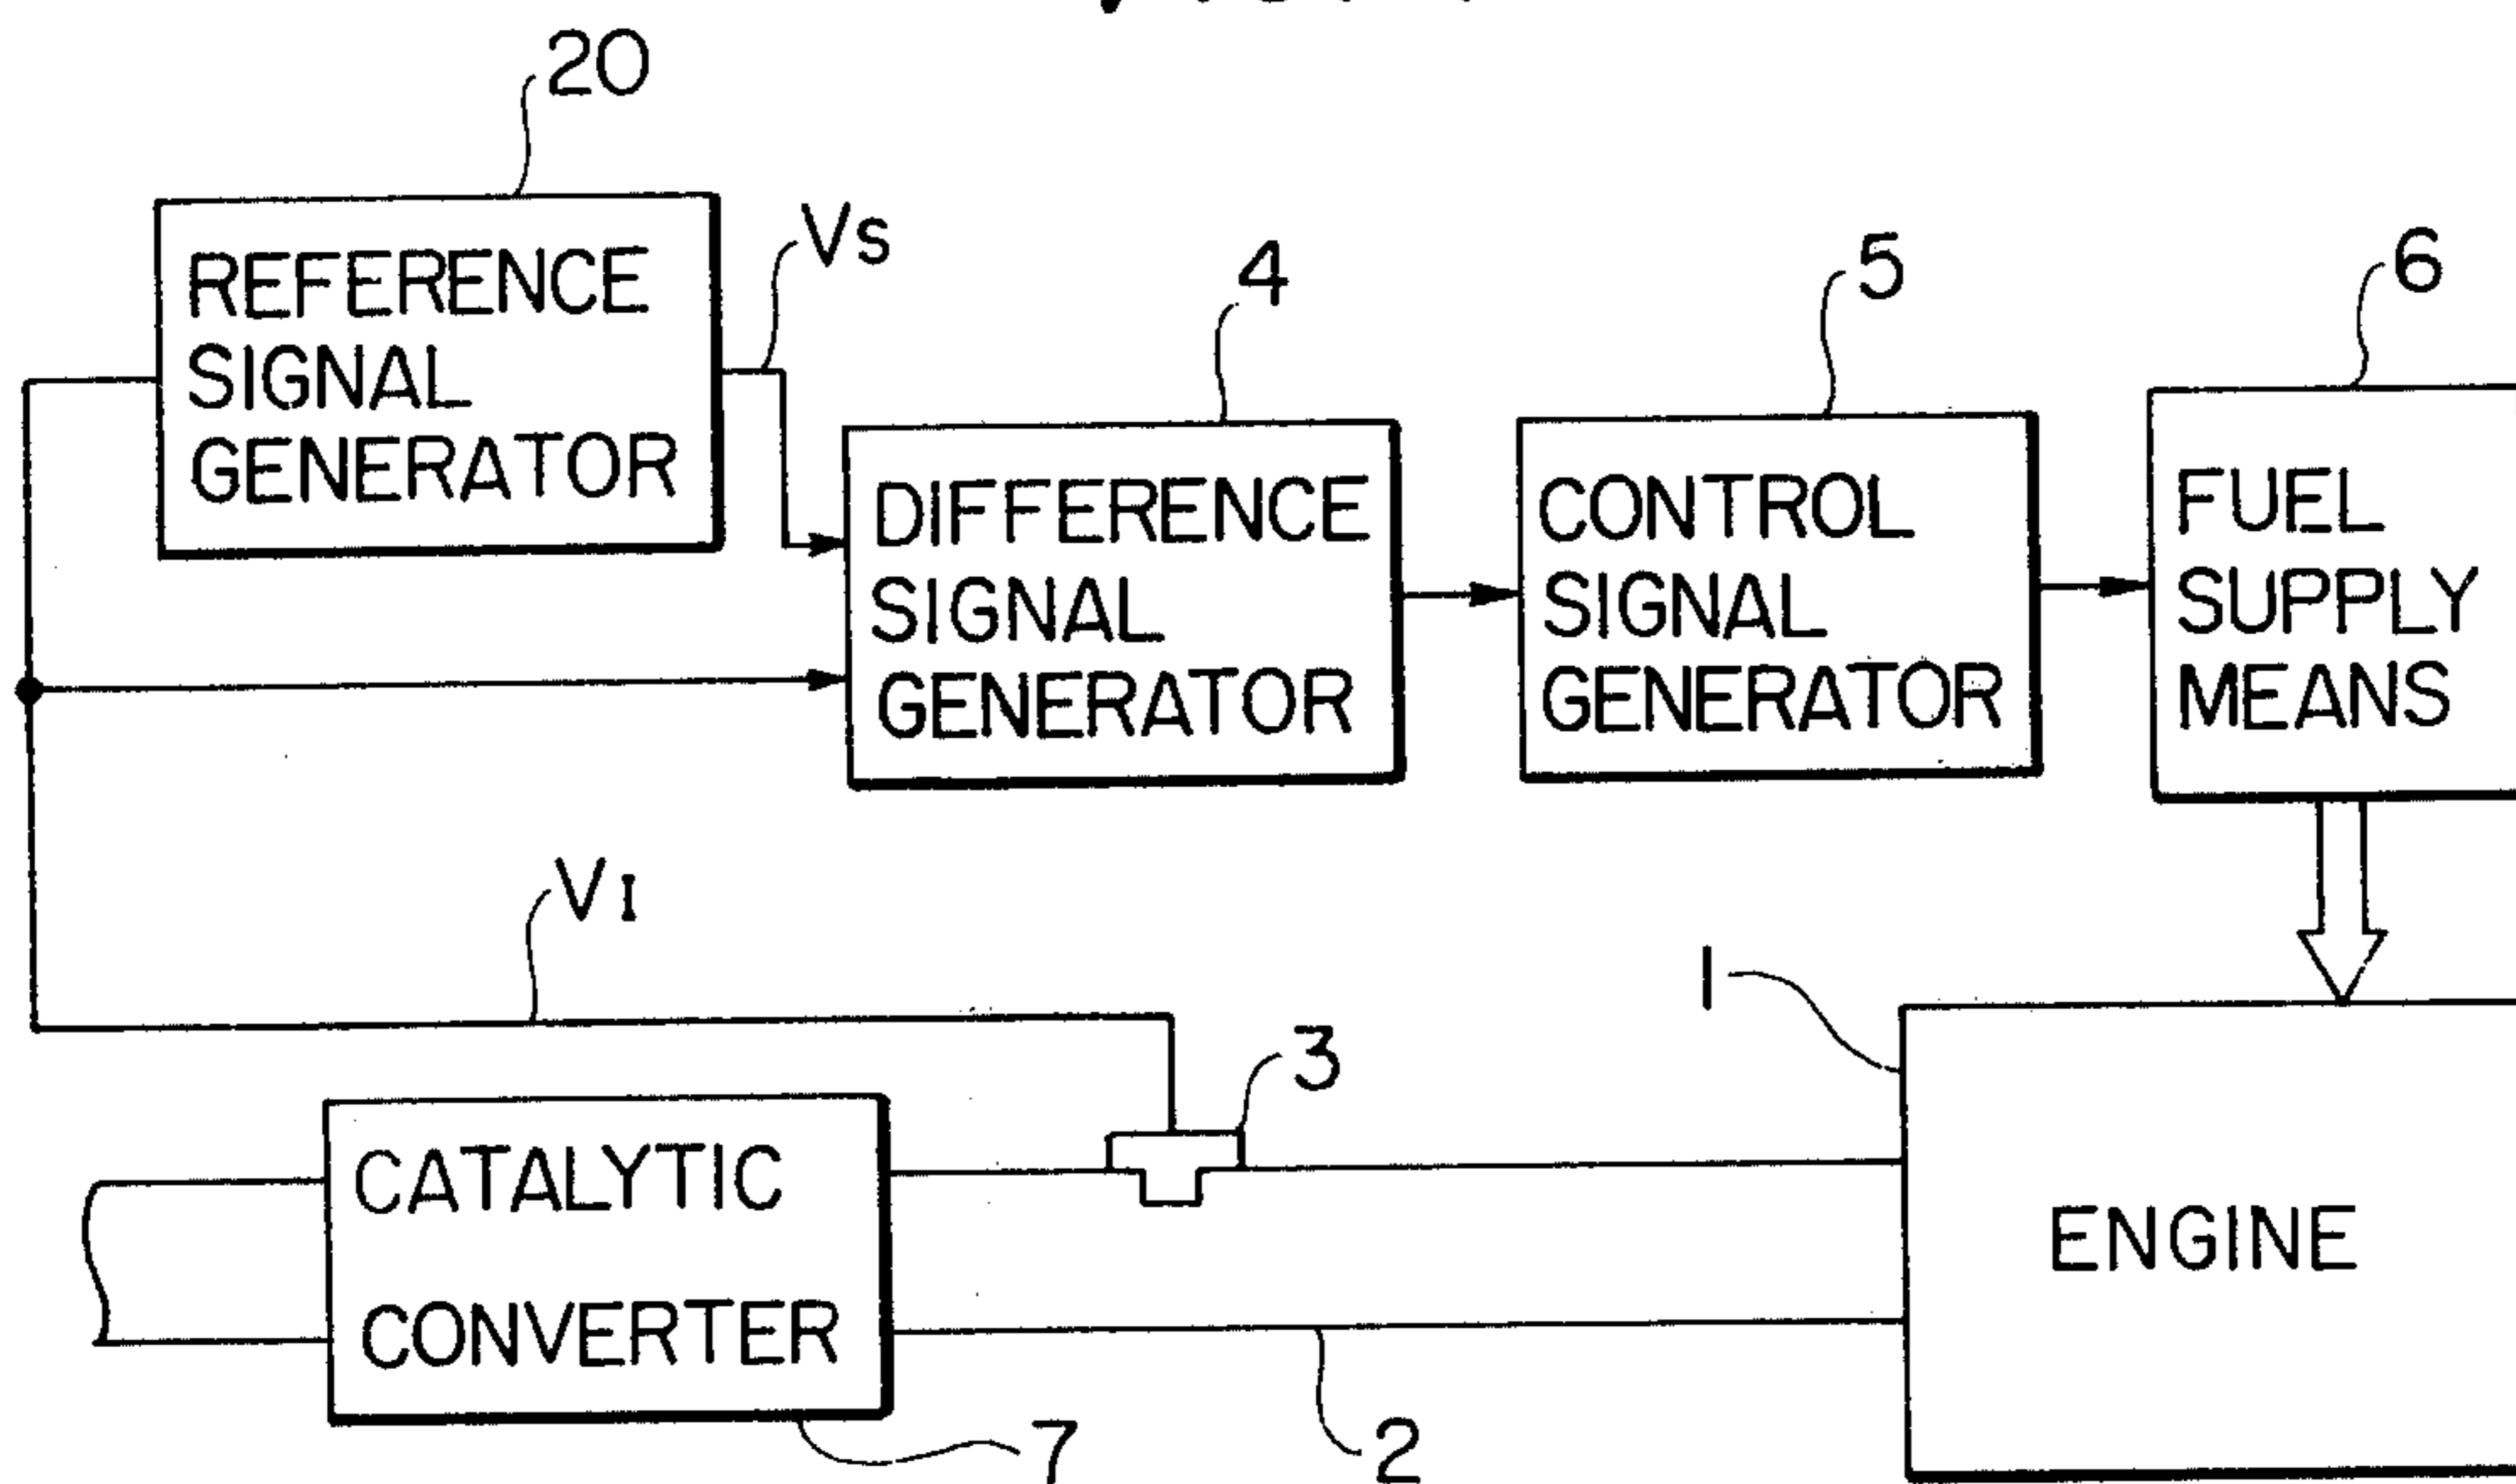 20
REFERENCE
SIGNAL
GENERATOR
Vs
4
DIFFERENCE
SIGNAL
GENERATOR
5
CONTROL
SIGNAL
GENERATOR
6
FUEL
SUPPLY
MEANS
VI
1
3
ENGINE
CATALYTIC
CONVERTER
7
2